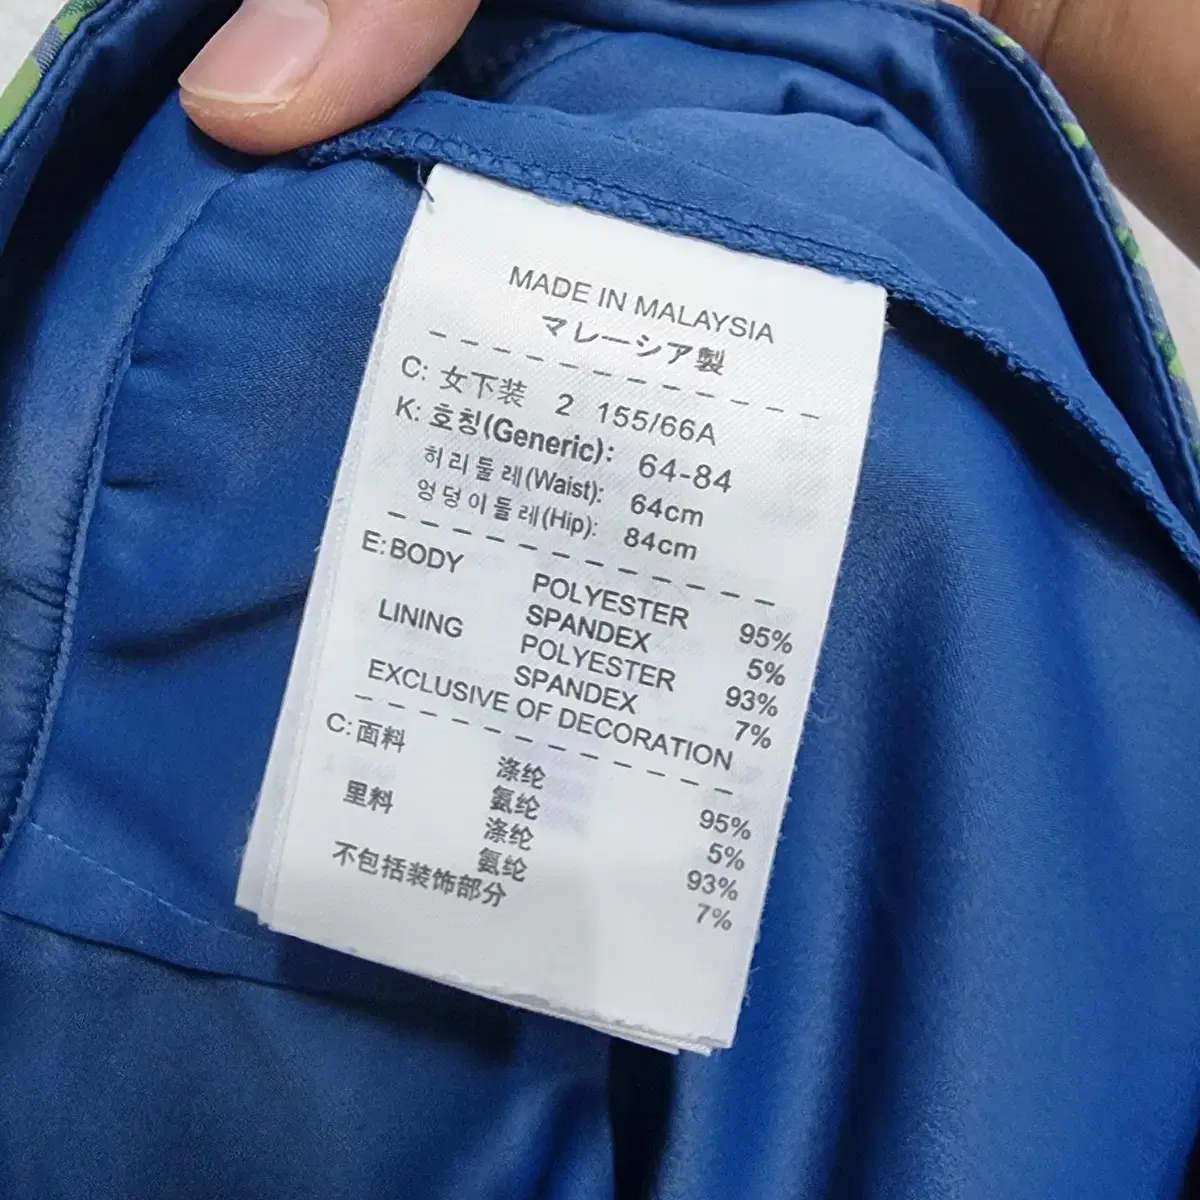 MADE IN MALAYSIA
マレーシア製
C: 女下装 2 155/66A
K: 호칭(Generic): 64-84
허리둘레(Waist): 64cm
엉덩이둘레(Hip): 84cm
E: BODY POLYESTER 95%
SPANDEX 5%
LINING POLYESTER 93%
SPANDEX 7%
EXCLUSIVE OF DECORATION
C: 面料 涤纶 95%
氨纶 5%
里料 涤纶 93%
氨纶 7%
不包括装饰部分